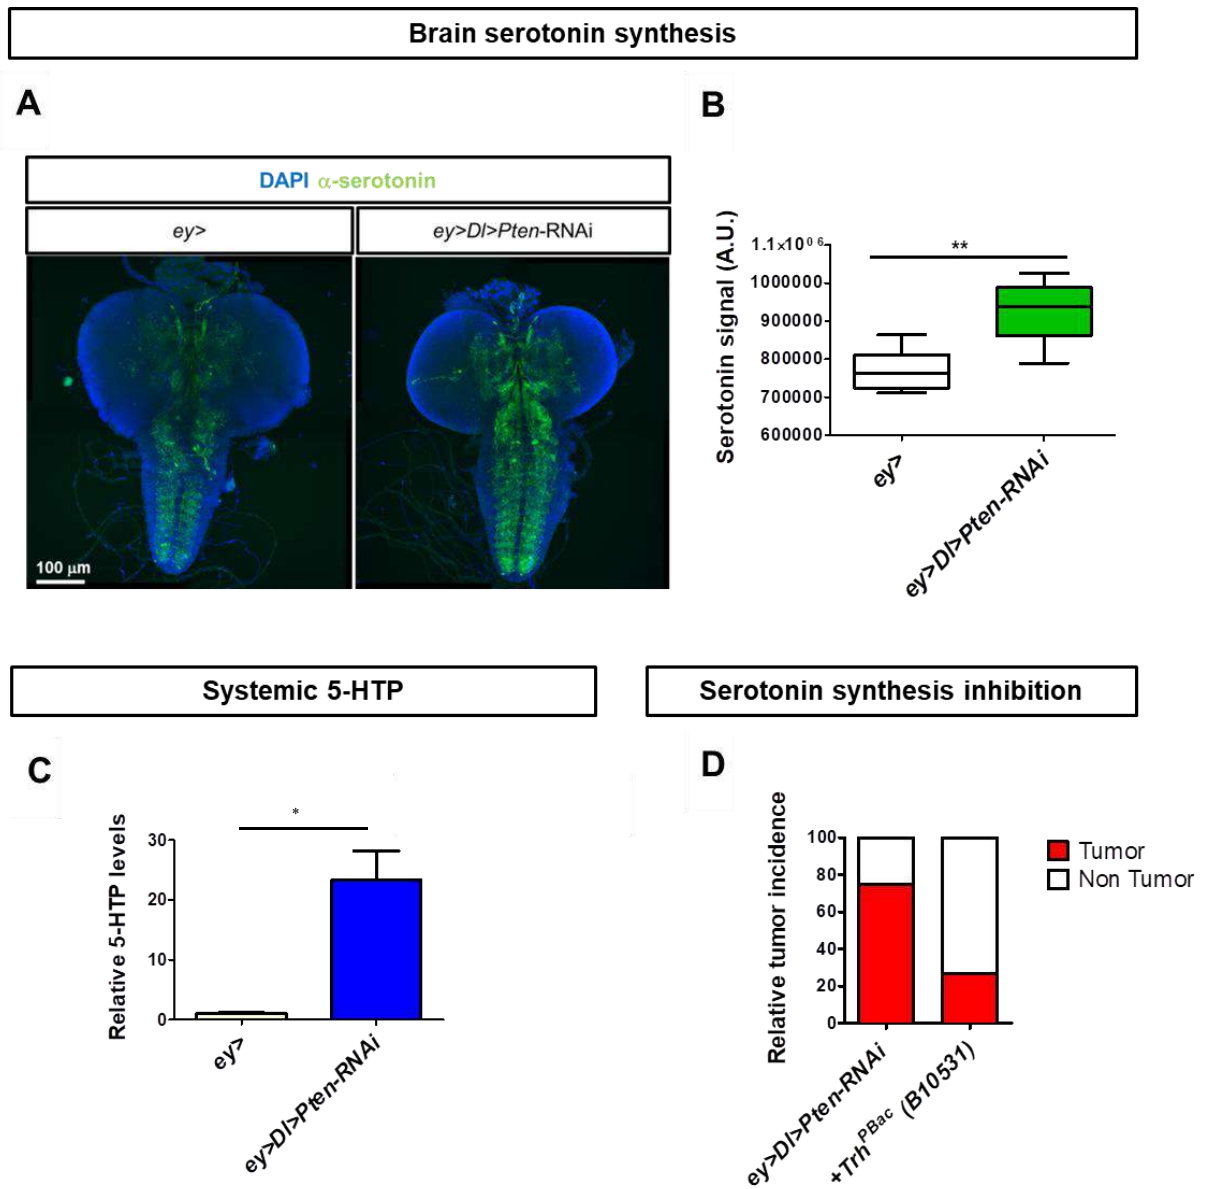 Brain serotonin synthesis
A
B
DAPI α-serotonin
ey>
ey>Dl>Pten-RNAi
100 µm
Serotonin signal (A.U.)
1.1×10⁰⁶
1000000
900000
800000
700000
600000
**
ey>
ey>Dl>Pten-RNAi
Systemic 5-HTP
Serotonin synthesis inhibition
C
D
Relative 5-HTP levels
30
20
10
0
*
ey>
ey>Dl>Pten-RNAi
Relative tumor incidence
100
80
60
40
20
0
Tumor
Non Tumor
ey>Dl>Pten-RNAi
+Trhᴾᴮᵃᶜ (B10531)